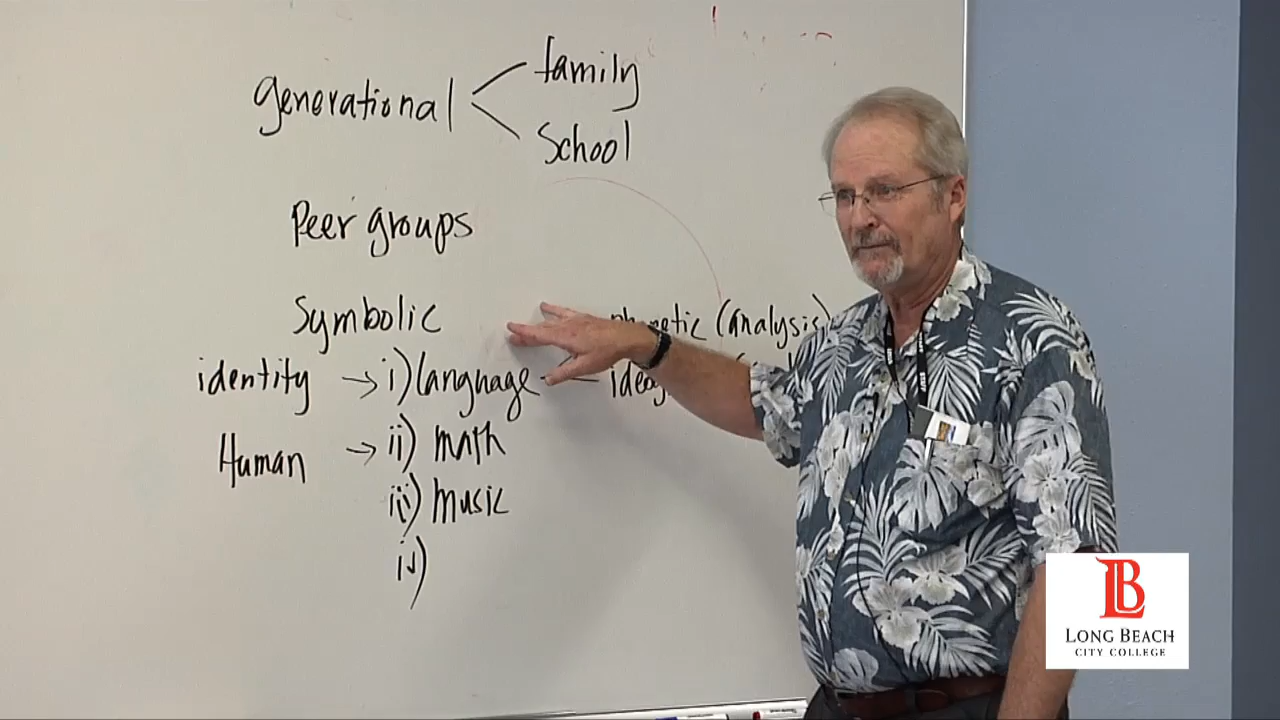 generational family
School
Peer groups
Symbolic (analysis)
identity → i) language
Human → ii) math
iii) music
iv)
LB
LONG BEACH
CITY COLLEGE